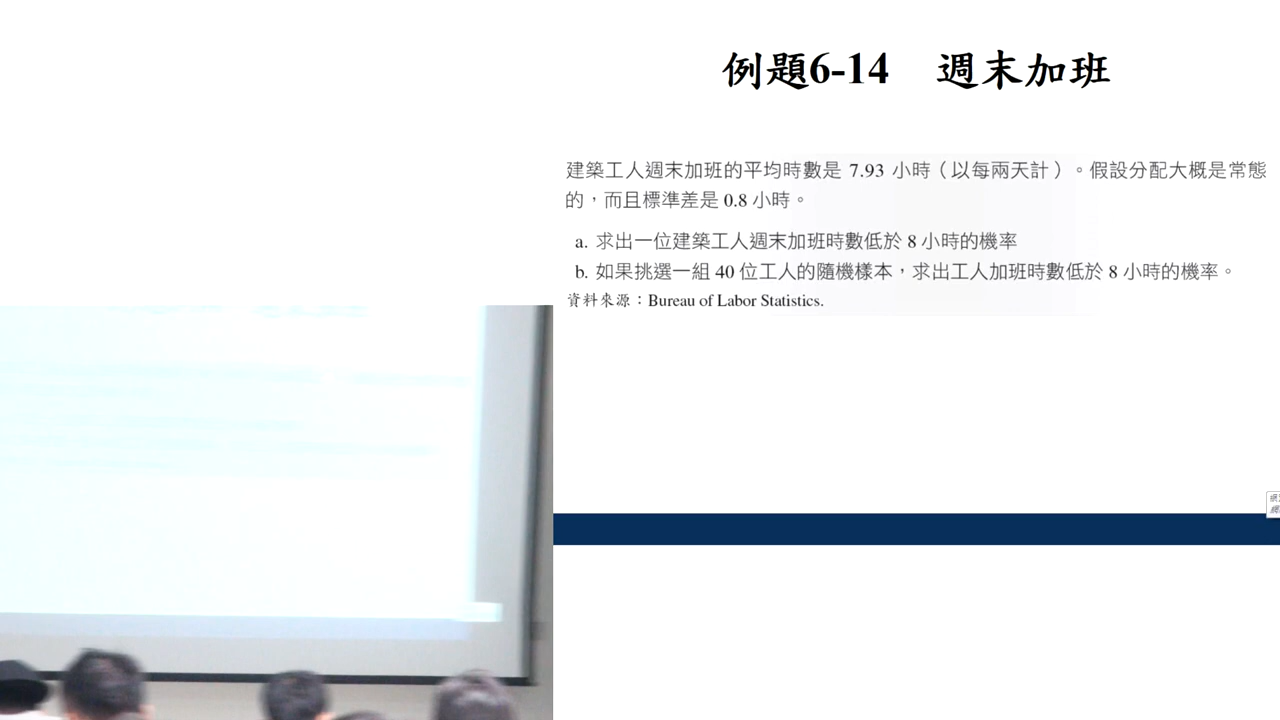 例題6-14 週末加班
建築工人週末加班的平均時數是 7.93 小時（以每兩天計）。假設分配大概是常態
的，而且標準差是 0.8 小時。
a. 求出一位建築工人週末加班時數低於 8 小時的機率
b. 如果挑選一組 40 位工人的隨機樣本，求出工人加班時數低於 8 小時的機率。
資料來源：Bureau of Labor Statistics.